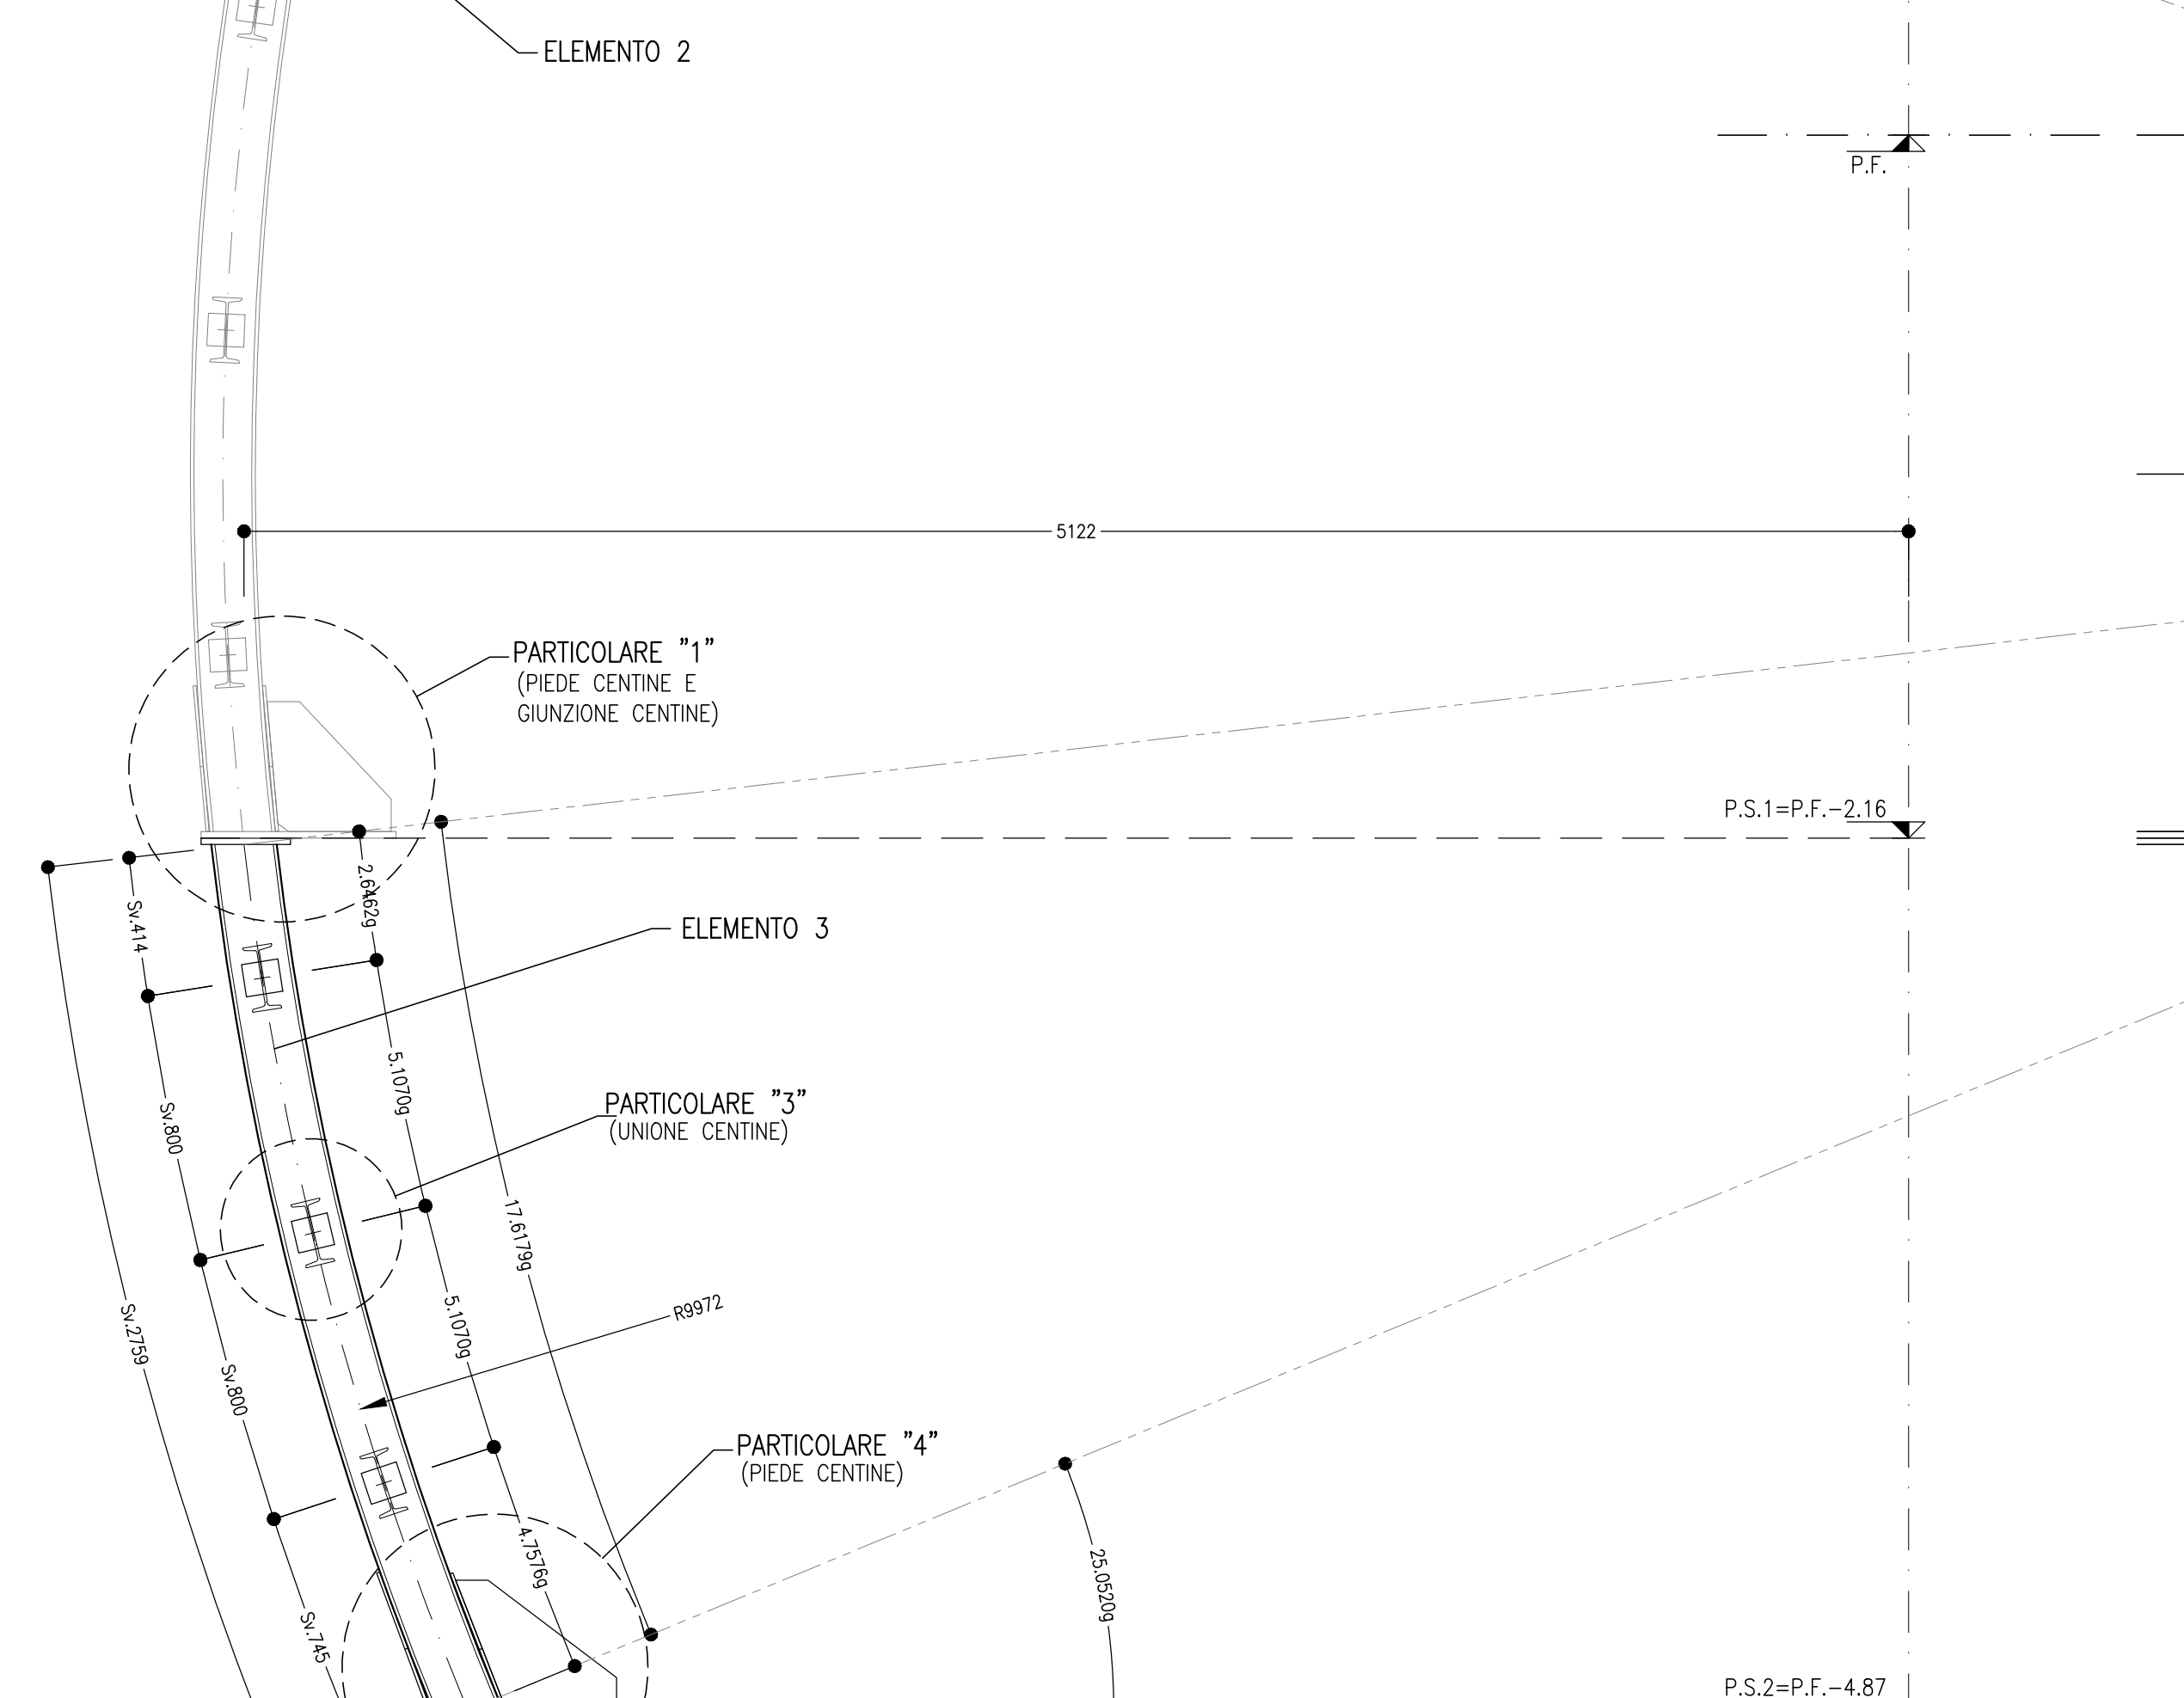 ELEMENTO 2
P.F.
5122
PARTICOLARE "1"
(PIEDE CENTINE E
GIUNZIONE CENTINE)
P.S.1=P.F.-2.16
2.6462g
Sv.414
ELEMENTO 3
5.1070g
Sv.800
PARTICOLARE "3"
(UNIONE CENTINE)
17.6179g
R9972
5.1070g
Sv.2759
Sv.800
PARTICOLARE "4"
(PIEDE CENTINE)
4.7576g
25.0520g
Sv.745
P.S.2=P.F.-4.87